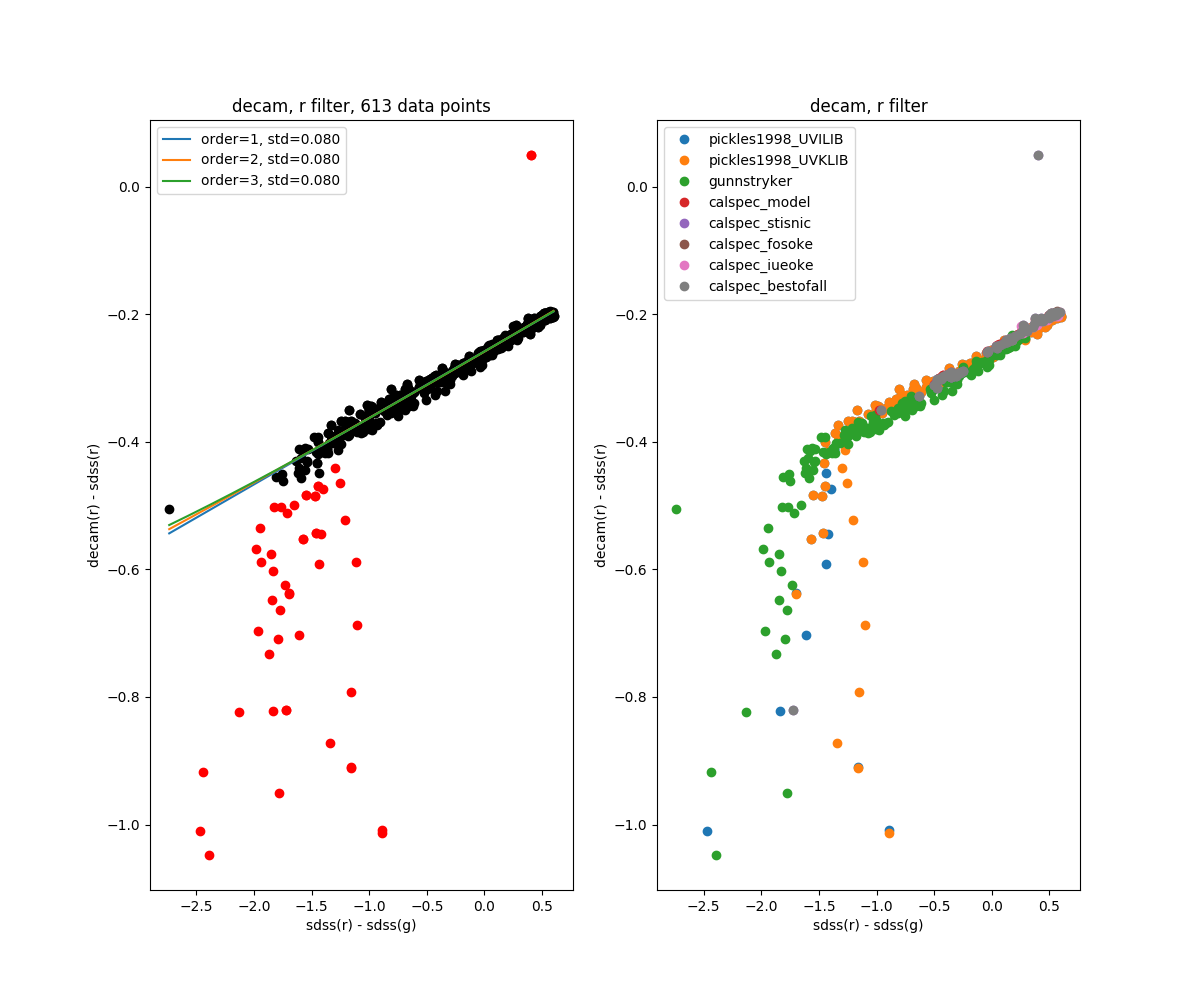 decam, r filter, 613 data points
order=1, std=0.080
order=2, std=0.080
order=3, std=0.080
0.0
−0.2
−0.4
−0.6
−0.8
−1.0
decam(r) - sdss(r)
−2.5 −2.0 −1.5 −1.0 −0.5 0.0 0.5
sdss(r) - sdss(g)
decam, r filter
pickles1998_UVILIB
pickles1998_UVKLIB
gunnstryker
calspec_model
calspec_stisnic
calspec_fosoke
calspec_iueoke
calspec_bestofall
0.0
−0.2
−0.4
−0.6
−0.8
−1.0
decam(r) - sdss(r)
−2.5 −2.0 −1.5 −1.0 −0.5 0.0 0.5
sdss(r) - sdss(g)